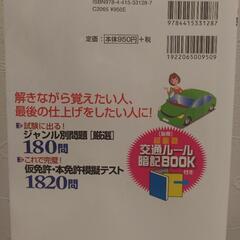 ISBN978-4-415-33128-7
C2065 ¥950E
定価 本体950円 +税
9784415331287
1922065009509
解きながら覚えたい人、
最後の仕上げをしたい人に!
試験に出る!
ジャンル別問題[厳選]
180問
これで完璧!
仮免許・本免許模擬テスト
1820問
交通ルール
暗記BOOK
付き